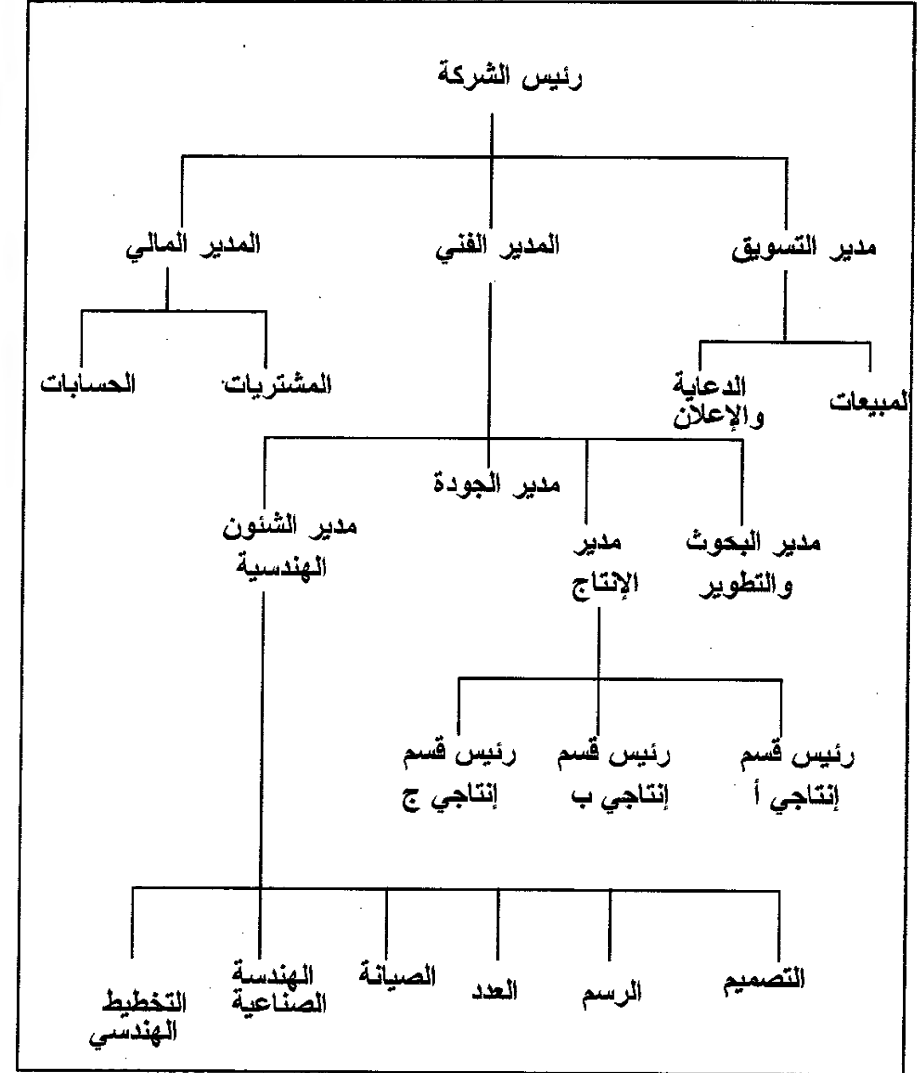 رئيس الشركة
مدير التسويق
المدير الفني
المدير المالي
المبيعات
الدعاية
والإعلان
المشتريات
الحسابات
مدير البحوث
والتطوير
مدير
الإنتاج
مدير الجودة
مدير الشئون
الهندسية
رئيس قسم
إنتاجي أ
رئيس قسم
إنتاجي ب
رئيس قسم
إنتاجي ج
التصميم
الرسم
العدد
الصيانة
الهندسة
الصناعية
التخطيط
الهندسي